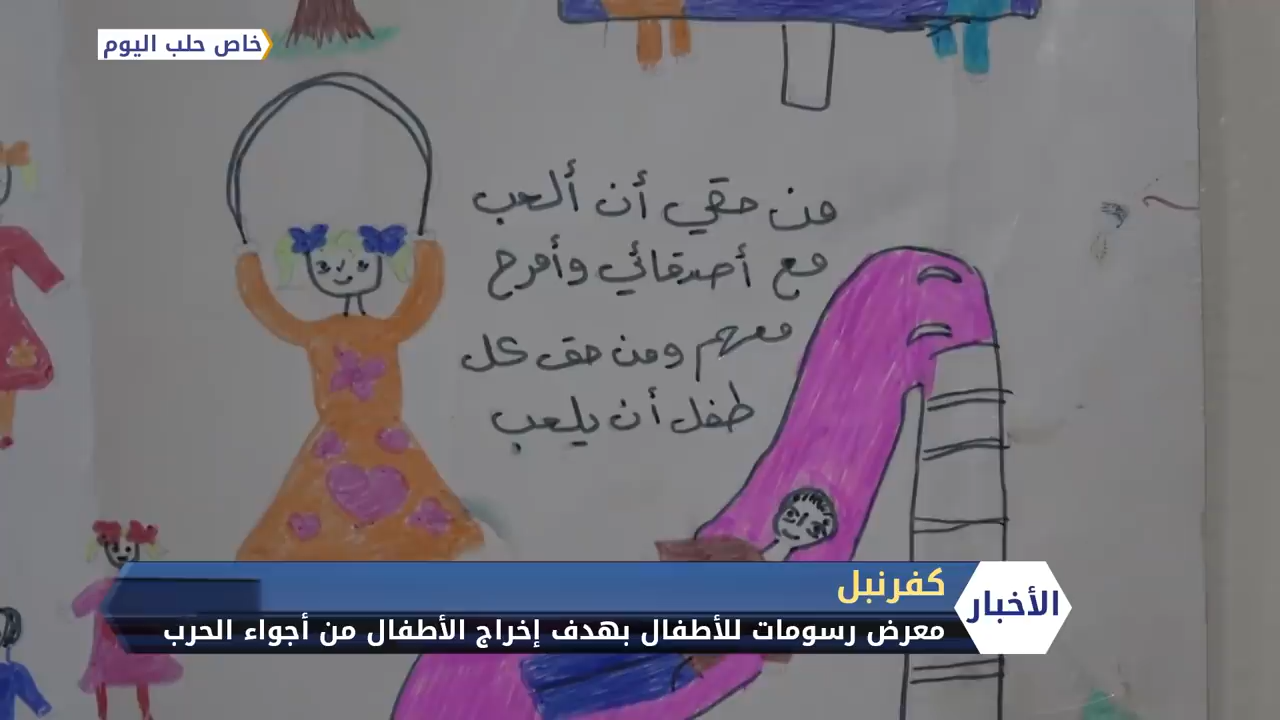 خاص حلب اليوم
من حقي أن ألعب
مع أصدقائي وأمرح
معهم ومن حق كل
طفل أن يلعب
الأخبار
كفرنبل
معرض رسومات للأطفال بهدف إخراج الأطفال من أجواء الحرب